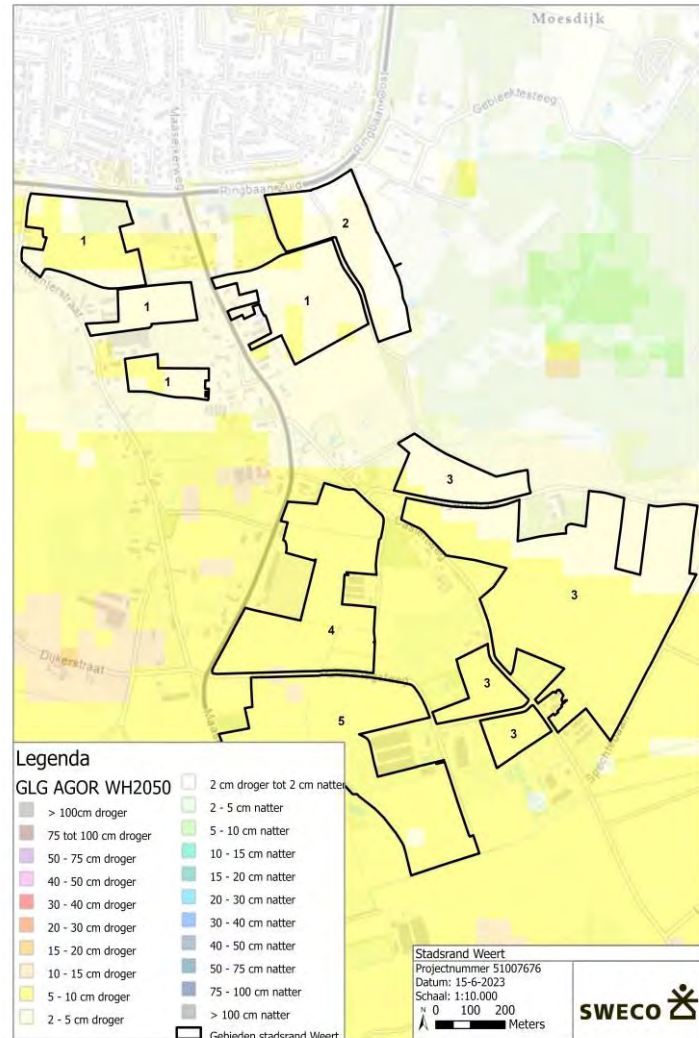 Moesdijk
Gebleektesteeg
Ringbaan Oost
Maaseikerweg
Ringbaan Zuid
2
1
1
1
1
3
3
4
Dijkerstraat
3
5
3
Legenda
GLG AGOR WH2050
> 100cm droger
75 tot 100 cm droger
50 - 75 cm droger
40 - 50 cm droger
30 - 40 cm droger
20 - 30 cm droger
15 - 20 cm droger
10 - 15 cm droger
5 - 10 cm droger
2 - 5 cm droger
2 cm droger tot 2 cm natter
2 - 5 cm natter
5 - 10 cm natter
10 - 15 cm natter
15 - 20 cm natter
20 - 30 cm natter
30 - 40 cm natter
40 - 50 cm natter
50 - 75 cm natter
75 - 100 cm natter
> 100 cm natter
Gebieden stadsrand Weert
Stadsrand Weert
Projectnummer 51007676
Datum: 15-6-2023
Schaal: 1:10.000
N 0 100 200
Meters
SWECO